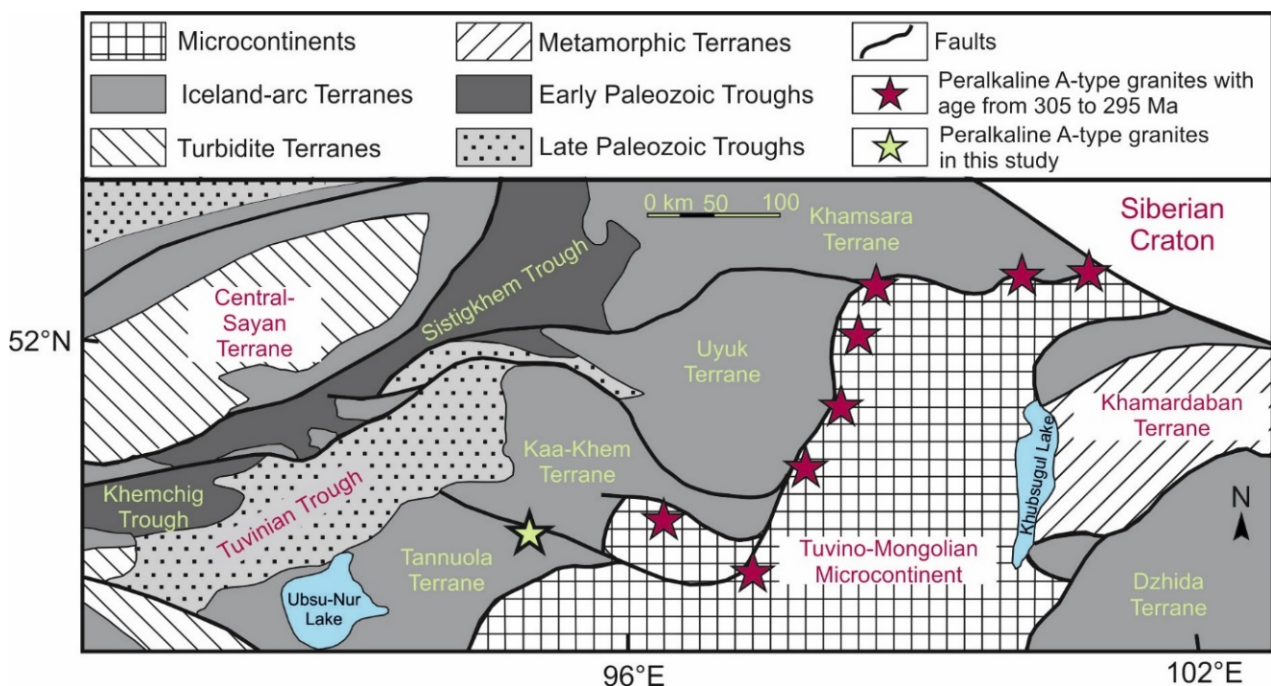 Microcontinents
Metamorphic Terranes
Faults
Iceland-arc Terranes
Early Paleozoic Troughs
Peralkaline A-type granites with
age from 305 to 295 Ma
Turbidite Terranes
Late Paleozoic Troughs
Peralkaline A-type granites
in this study
0 km 50 100
Khamsara
Terrane
Siberian
Craton
Central-
Sayan
Terrane
Sistigkhem Trough
52°N
Uyuk
Terrane
Khamardaban
Terrane
Kaa-Khem
Terrane
Khubsugul Lake
Khemchig
Trough
Tuvinian Trough
N
Tannuola
Terrane
Tuvino-Mongolian
Microcontinent
Dzhida
Terrane
Ubsu-Nur
Lake
96°E
102°E